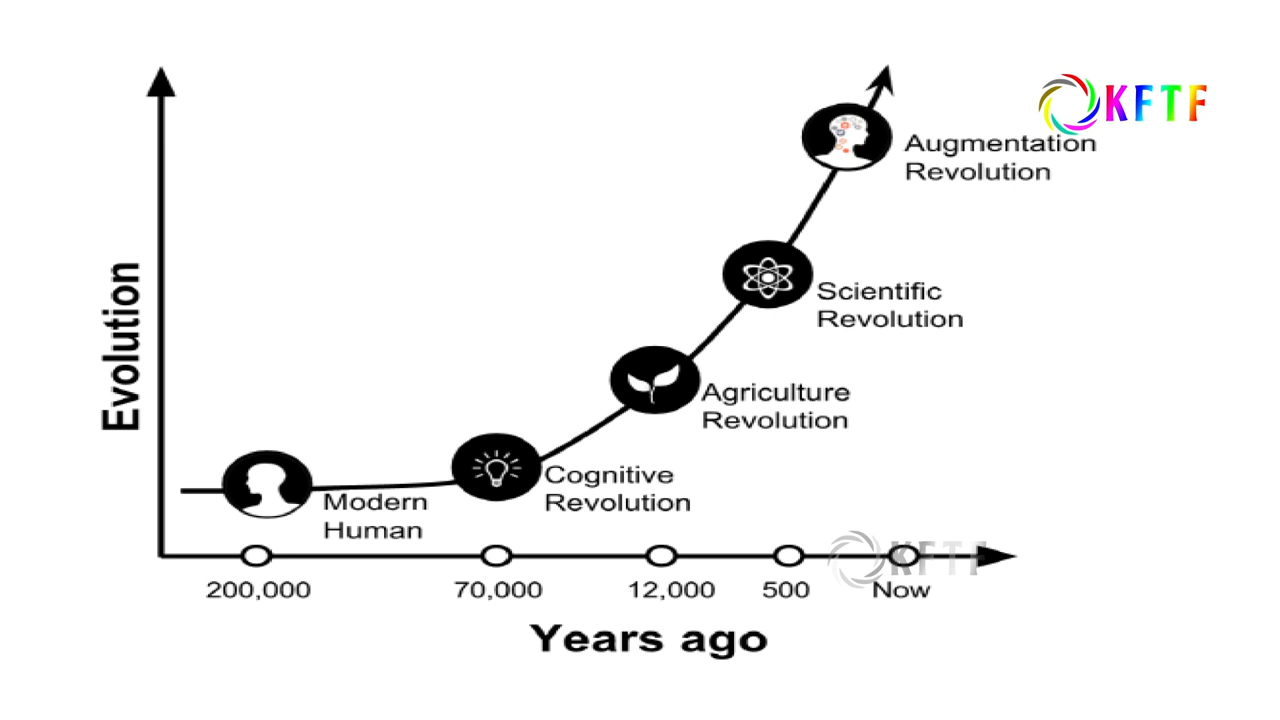 KFTF
Augmentation
Revolution
Scientific
Revolution
Agriculture
Revolution
Cognitive
Revolution
Modern
Human
Evolution
KFTF
200,000
70,000
12,000
500
Now
Years ago